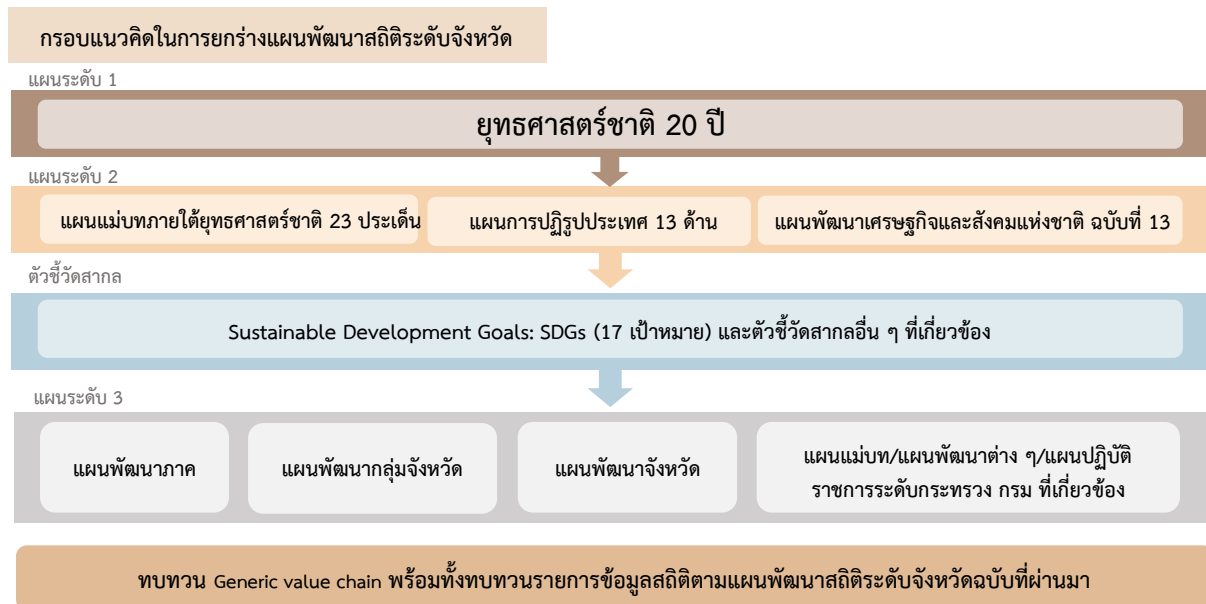 กรอบแนวคิดในการยกร่างแผนพัฒนาสถิติระดับจังหวัด
แผนระดับ 1
ยุทธศาสตร์ชาติ 20 ปี
แผนระดับ 2
แผนแม่บทภายใต้ยุทธศาสตร์ชาติ 23 ประเด็น
แผนการปฏิรูปประเทศ 13 ด้าน
แผนพัฒนาเศรษฐกิจและสังคมแห่งชาติ ฉบับที่ 13
ตัวชี้วัดสากล
Sustainable Development Goals: SDGs (17 เป้าหมาย) และตัวชี้วัดสากลอื่น ๆ ที่เกี่ยวข้อง
แผนระดับ 3
แผนพัฒนาภาค
แผนพัฒนากลุ่มจังหวัด
แผนพัฒนาจังหวัด
แผนแม่บท/แผนพัฒนาต่าง ๆ/แผนปฏิบัติ
ราชการระดับกระทรวง กรม ที่เกี่ยวข้อง
ทบทวน Generic value chain พร้อมทั้งทบทวนรายการข้อมูลสถิติตามแผนพัฒนาสถิติระดับจังหวัดฉบับที่ผ่านมา